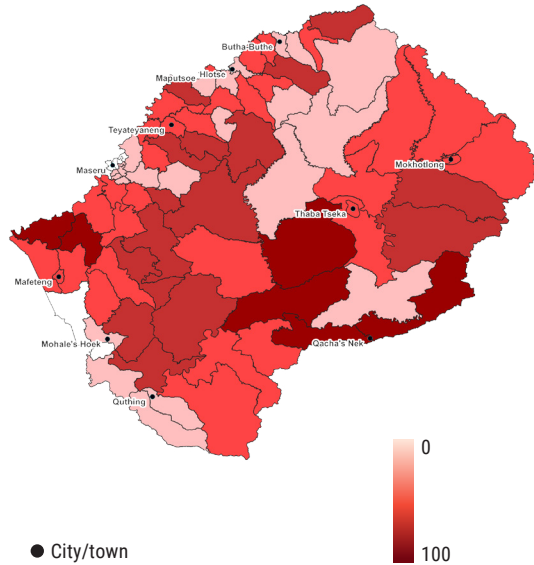 Butha-Buthe
Hlotse
Maputsoe
Teyateyaneng
Mokhotlong
Maseru
Thaba Tseka
Mafeteng
Mohale's Hoek
Qacha's Nek
Quthing
0
100
City/town